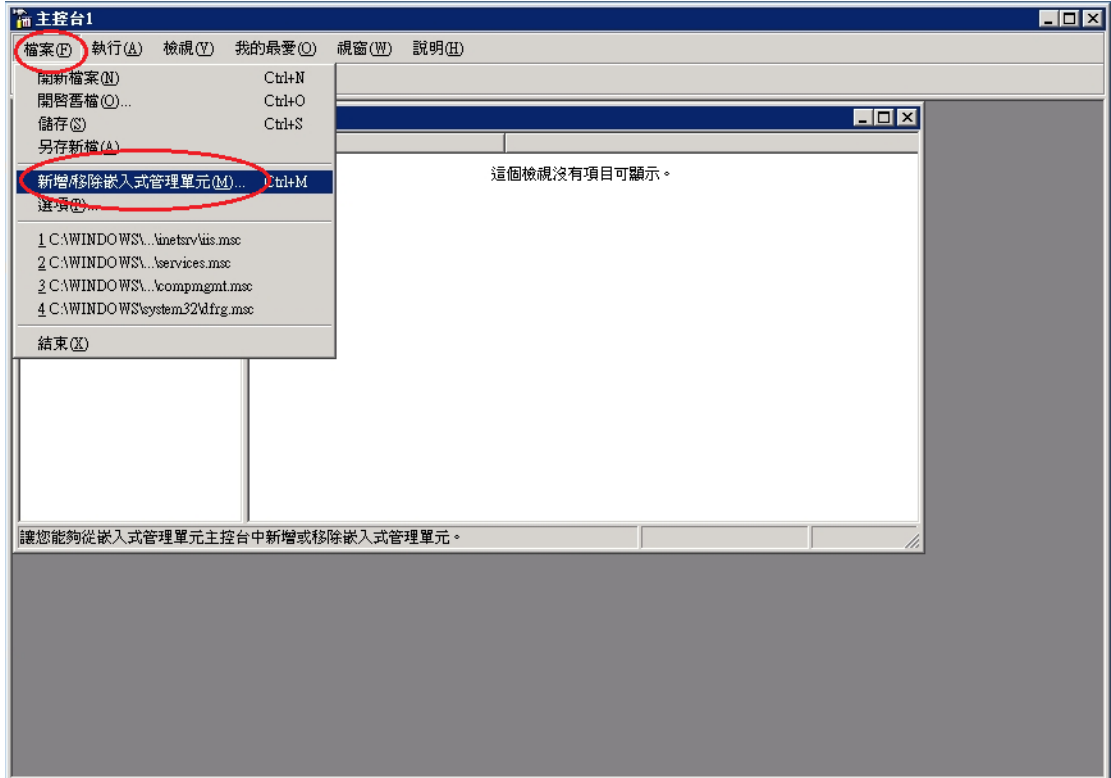 主控台1
檔案(F) 執行(A) 檢視(V) 我的最愛(O) 視窗(W) 說明(H)
開新檔案(N) Ctrl+N
開啓舊檔(O)... Ctrl+O
儲存(S) Ctrl+S
另存新檔(A)...
新增/移除嵌入式管理單元(M)... Ctrl+M
選項(P)...
1 C:\WINDOWS\...\inetsrv\iis.msc
2 C:\WINDOWS\...\services.msc
3 C:\WINDOWS\...\compmgmt.msc
4 C:\WINDOWS\system32\dfrg.msc
結束(X)
這個檢視沒有項目可顯示。
讓您能夠從嵌入式管理單元主控台中新增或移除嵌入式管理單元。